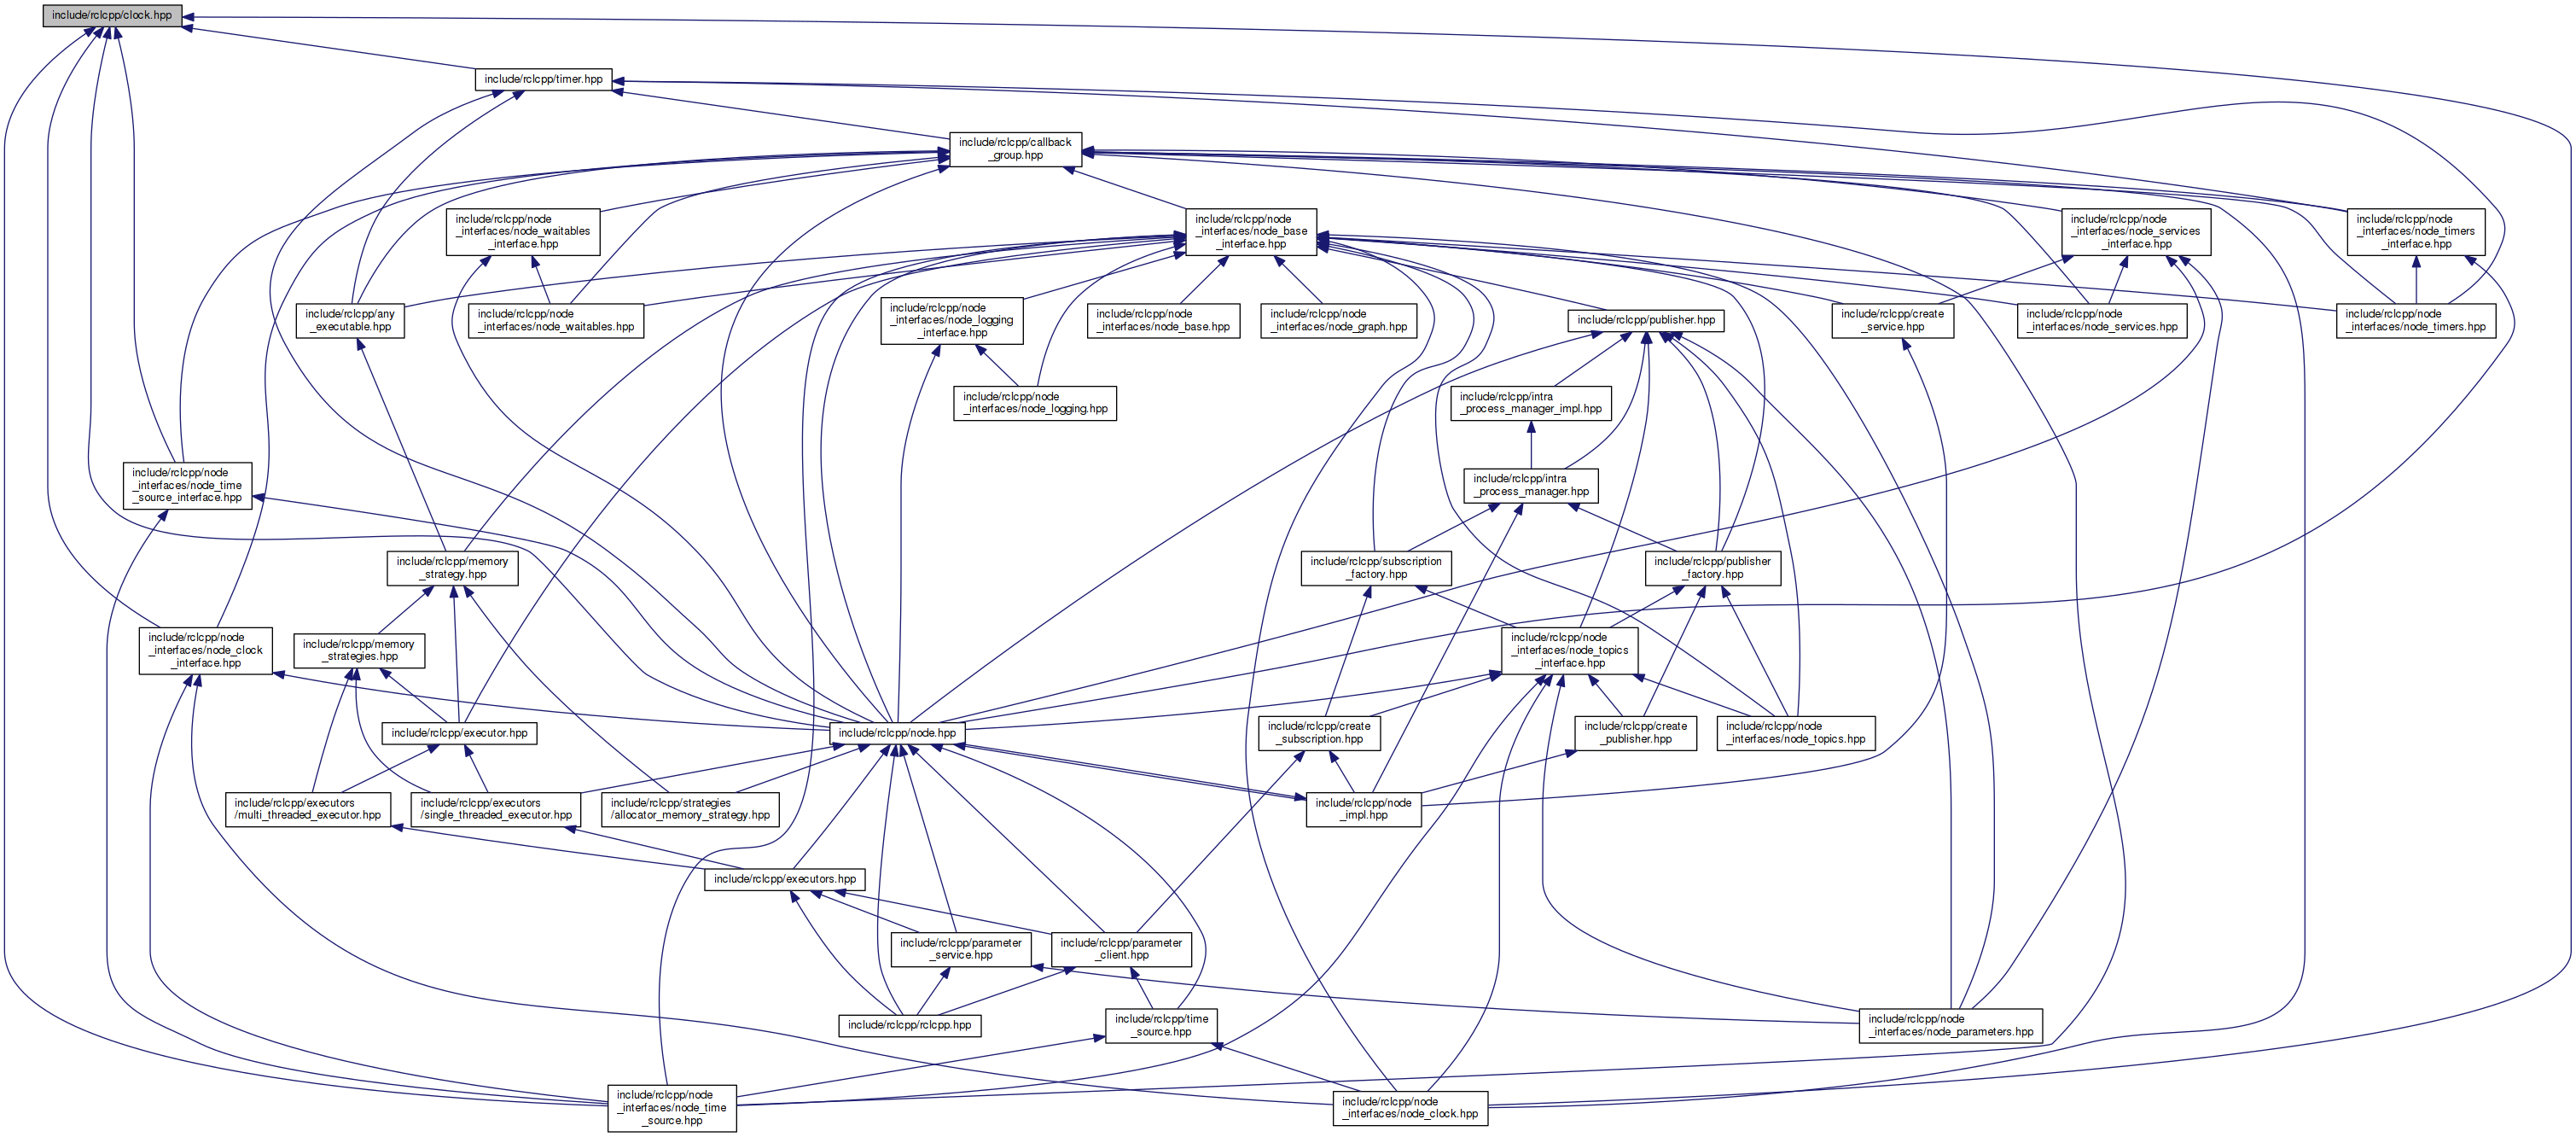 include/rclcpp/clock.hpp
include/rclcpp/timer.hpp
include/rclcpp/callback
_group.hpp
include/rclcpp/node
_interfaces/node_waitables
_interface.hpp
include/rclcpp/node
_interfaces/node_base
_interface.hpp
include/rclcpp/node
_interfaces/node_services
_interface.hpp
include/rclcpp/node
_interfaces/node_timers
_interface.hpp
include/rclcpp/any
_executable.hpp
include/rclcpp/node
_interfaces/node_waitables.hpp
include/rclcpp/node
_interfaces/node_logging
_interface.hpp
include/rclcpp/node
_interfaces/node_base.hpp
include/rclcpp/node
_interfaces/node_graph.hpp
include/rclcpp/publisher.hpp
include/rclcpp/create
_service.hpp
include/rclcpp/node
_interfaces/node_services.hpp
include/rclcpp/node
_interfaces/node_timers.hpp
include/rclcpp/node
_interfaces/node_logging.hpp
include/rclcpp/intra
_process_manager_impl.hpp
include/rclcpp/node
_interfaces/node_time
_source_interface.hpp
include/rclcpp/intra
_process_manager.hpp
include/rclcpp/memory
_strategy.hpp
include/rclcpp/subscription
_factory.hpp
include/rclcpp/publisher
_factory.hpp
include/rclcpp/node
_interfaces/node_clock
_interface.hpp
include/rclcpp/memory
_strategies.hpp
include/rclcpp/node
_interfaces/node_topics
_interface.hpp
include/rclcpp/executor.hpp
include/rclcpp/node.hpp
include/rclcpp/create
_subscription.hpp
include/rclcpp/create
_publisher.hpp
include/rclcpp/node
_interfaces/node_topics.hpp
include/rclcpp/executors
/multi_threaded_executor.hpp
include/rclcpp/executors
/single_threaded_executor.hpp
include/rclcpp/strategies
/allocator_memory_strategy.hpp
include/rclcpp/node
_impl.hpp
include/rclcpp/executors.hpp
include/rclcpp/parameter
_service.hpp
include/rclcpp/parameter
_client.hpp
include/rclcpp/rclcpp.hpp
include/rclcpp/time
_source.hpp
include/rclcpp/node
_interfaces/node_parameters.hpp
include/rclcpp/node
_interfaces/node_time
_source.hpp
include/rclcpp/node
_interfaces/node_clock.hpp